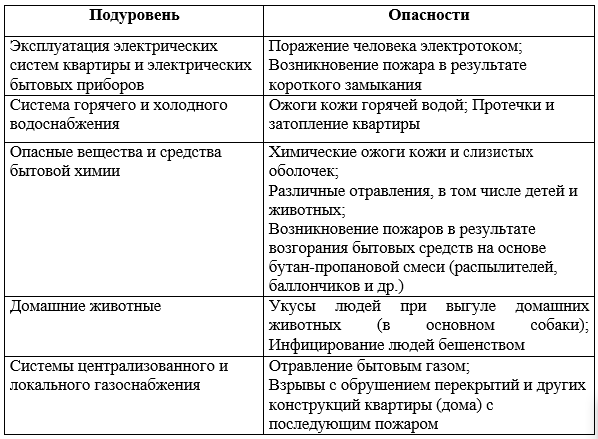 Подуровень
Опасности
Эксплуатация электрических
систем квартиры и электрических
бытовых приборов
Поражение человека электротоком;
Возникновение пожара в результате
короткого замыкания
Система горячего и холодного
водоснабжения
Ожоги кожи горячей водой; Протечки и
затопление квартиры
Опасные вещества и средства
бытовой химии
Химические ожоги кожи и слизистых
оболочек;
Различные отравления, в том числе детей и
животных;
Возникновение пожаров в результате
возгорания бытовых средств на основе
бутан-пропановой смеси (распылителей,
баллончиков и др.)
Домашние животные
Укусы людей при выгуле домашних
животных (в основном собаки);
Инфицирование людей бешенством
Системы централизованного и
локального газоснабжения
Отравление бытовым газом;
Взрывы с обрушением перекрытий и других
конструкций квартиры (дома) с
последующим пожаром